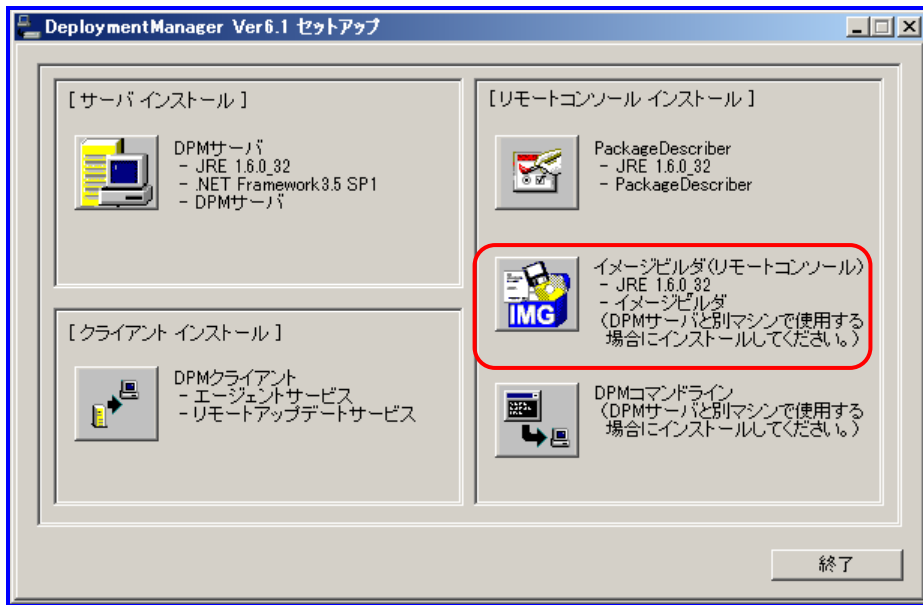 DeploymentManager Ver6.1 セットアップ
[ サーバ インストール ]
DPMサーバ
- JRE 1.6.0_32
- .NET Framework3.5 SP1
- DPMサーバ
[ クライアント インストール ]
DPMクライアント
- エージェントサービス
- リモートアップデートサービス
[ リモートコンソール インストール ]
PackageDescriber
- JRE 1.6.0_32
- PackageDescriber
IMG
イメージビルダ(リモートコンソール)
- JRE 1.6.0_32
- イメージビルダ
(DPMサーバと別マシンで使用する
場合にインストールしてください。)
DPMコマンドライン
(DPMサーバと別マシンで使用する
場合にインストールしてください。)
終了